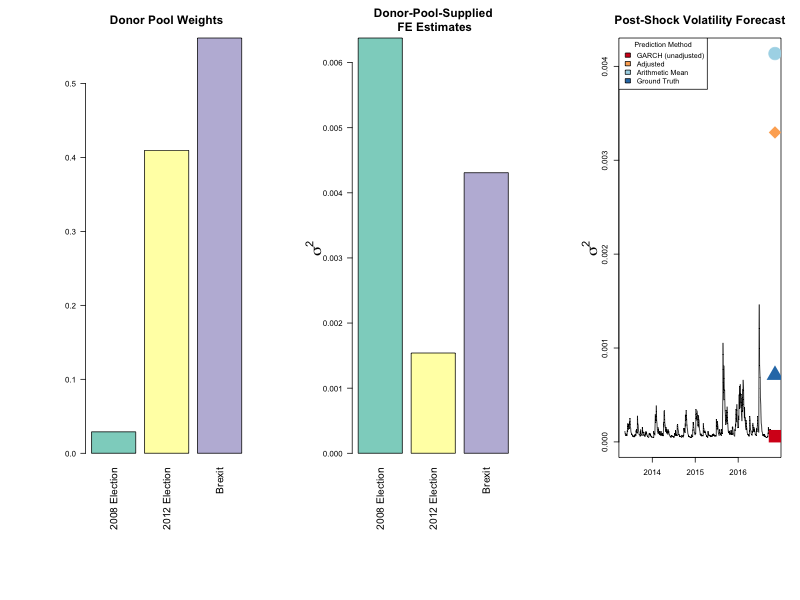 Donor Pool Weights
0.5
0.4
0.3
0.2
0.1
0.0
2008 Election
2012 Election
Brexit
Donor-Pool-Supplied
FE Estimates
σ²
0.006
0.005
0.004
0.003
0.002
0.001
0.000
2008 Election
2012 Election
Brexit
Post-Shock Volatility Forecast
σ²
0.004
0.003
0.002
0.001
0.000
Prediction Method
GARCH (unadjusted)
Adjusted
Arithmetic Mean
Ground Truth
2014 2015 2016